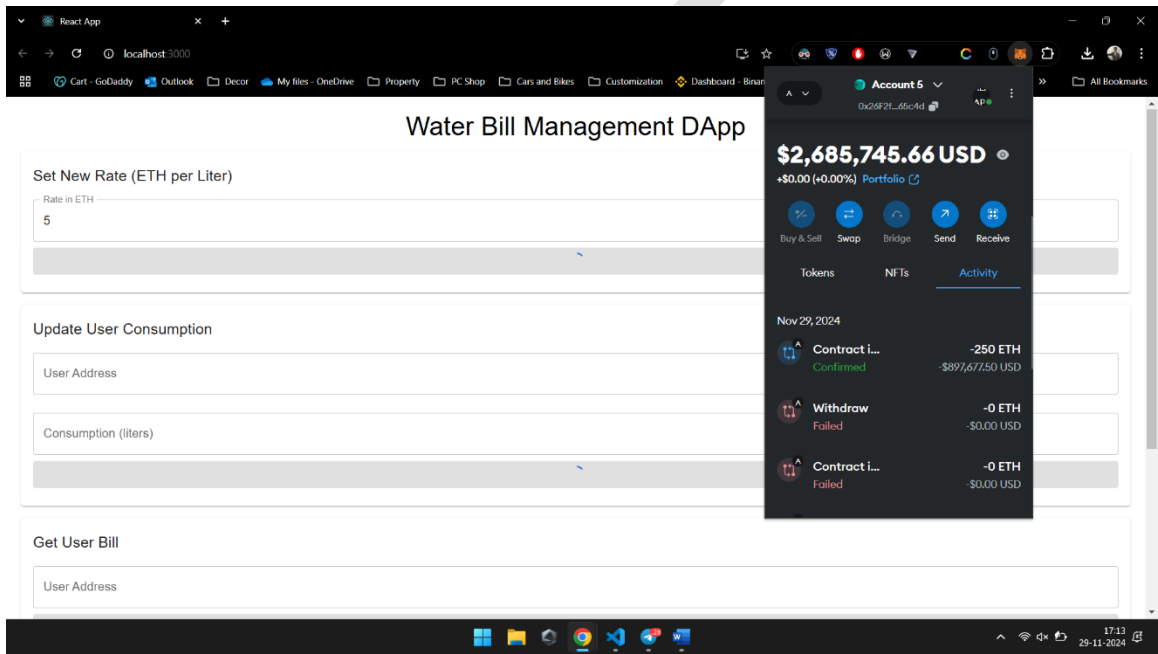 React App
localhost:3000
Cart - GoDaddy Outlook Decor My files - OneDrive Property PC Shop Cars and Bikes Customization Dashboard - Binan » All Bookmarks
A Account 5
0x26F2f...65c4d
Water Bill Management DApp
$2,685,745.66 USD
+$0.00 (+0.00%) Portfolio
Set New Rate (ETH per Liter)
Rate in ETH
5
Buy & Sell Swap Bridge Send Receive
Tokens NFTs Activity
Nov 29, 2024
Update User Consumption
User Address
Consumption (liters)
Contract i... -250 ETH
Confirmed -$897,677.50 USD
Withdraw -0 ETH
Failed -$0.00 USD
Contract i... -0 ETH
Failed -$0.00 USD
Get User Bill
User Address
17:13
29-11-2024